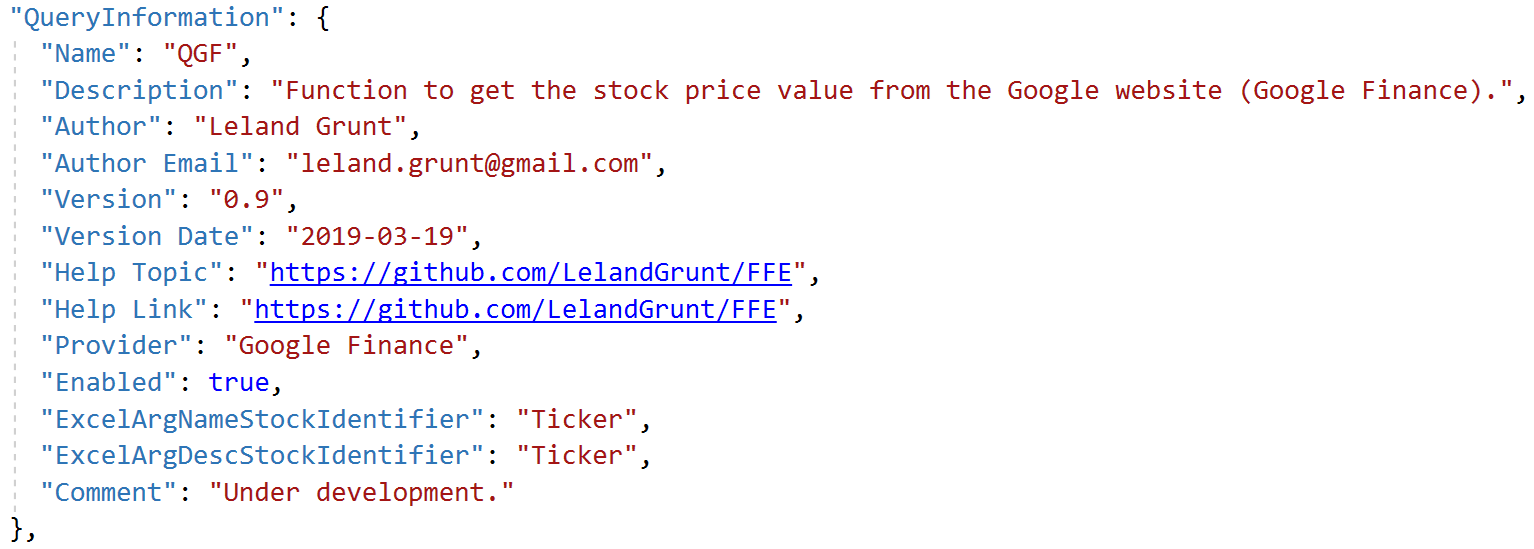 "QueryInformation": {
"Name": "QGF",
"Description": "Function to get the stock price value from the Google website (Google Finance).",
"Author": "Leland Grunt",
"Author Email": "leland.grunt@gmail.com",
"Version": "0.9",
"Version Date": "2019-03-19",
"Help Topic": "https://github.com/LelandGrunt/FFE",
"Help Link": "https://github.com/LelandGrunt/FFE",
"Provider": "Google Finance",
"Enabled": true,
"ExcelArgNameStockIdentifier": "Ticker",
"ExcelArgDescStockIdentifier": "Ticker",
"Comment": "Under development."
},